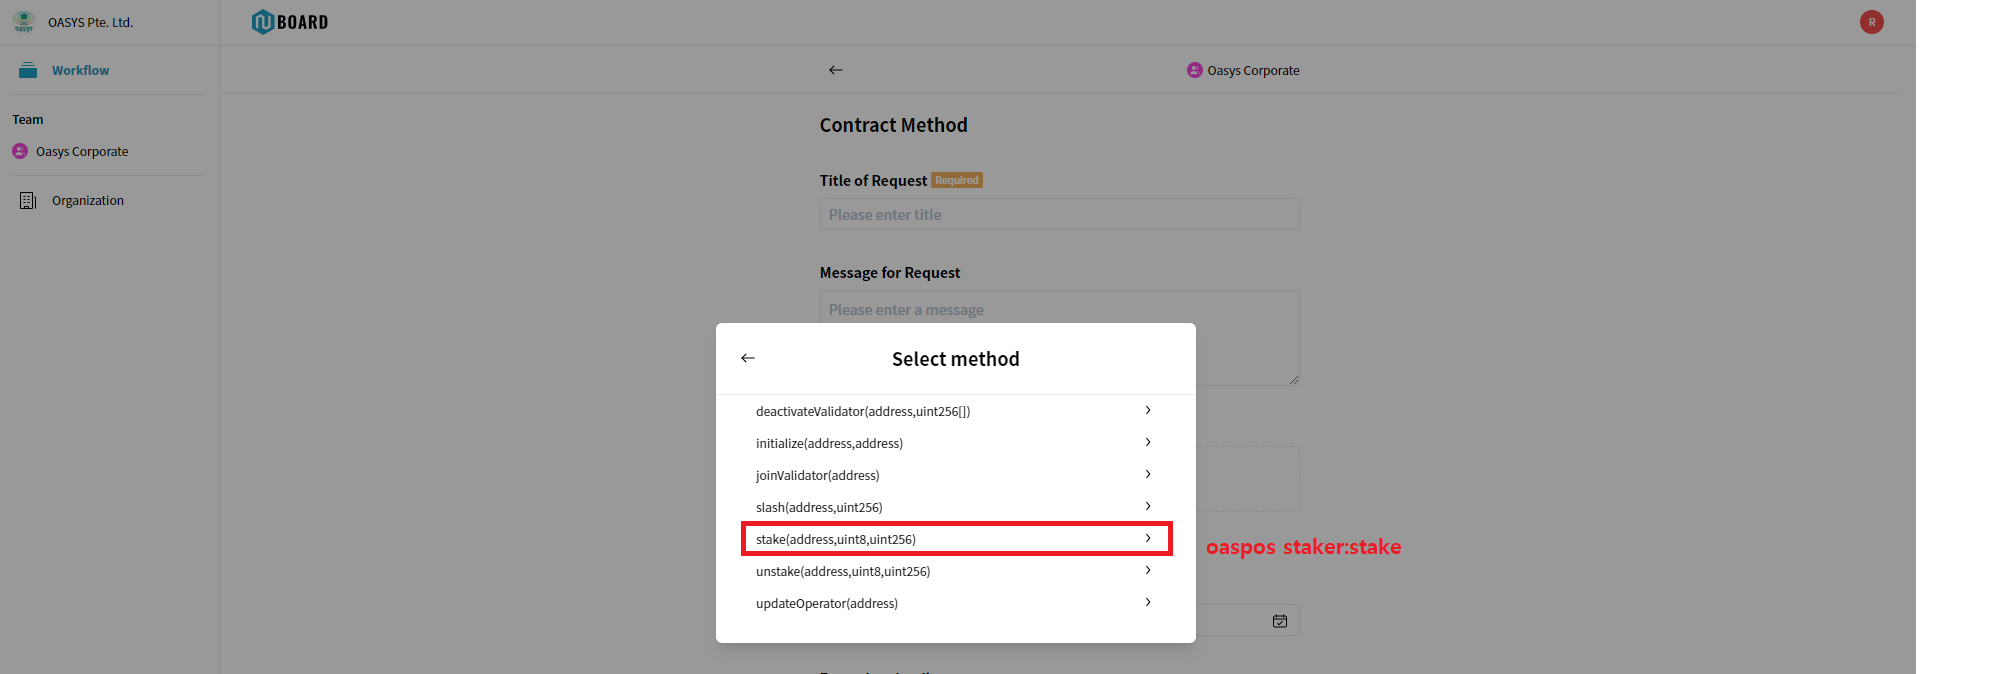 OASYS Pte. Ltd.
BOARD
R
Workflow
Oasys Corporate
Team
Oasys Corporate
Organization
Contract Method
Title of Request Required
Please enter title
Message for Request
Please enter a message
Select method
deactivateValidator(address,uint256[])
initialize(address,address)
joinValidator(address)
slash(address,uint256)
stake(address,uint8,uint256)
oaspos staker:stake
unstake(address,uint8,uint256)
updateOperator(address)